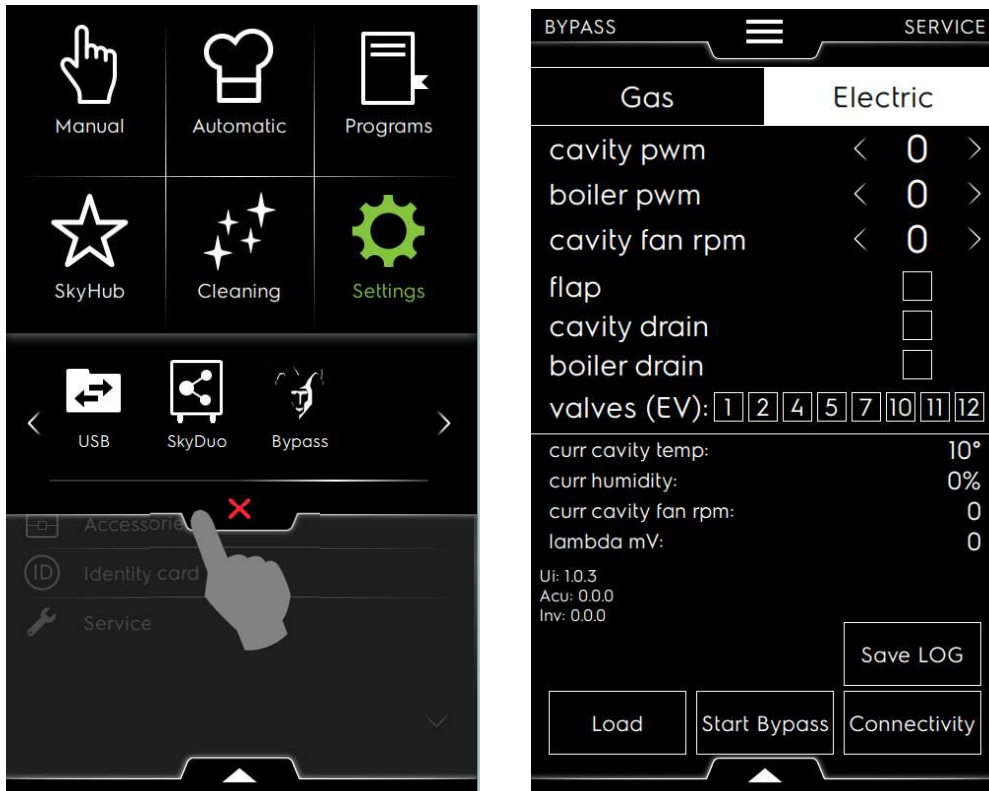 Manual Automatic Programs
SkyHub Cleaning Settings
USB SkyDuo Bypass
Accessories
ID Identity card
Service
BYPASS SERVICE
Gas Electric
cavity pwm < 0 >
boiler pwm < 0 >
cavity fan rpm < 0 >
flap
cavity drain
boiler drain
valves (EV): 1 2 4 5 7 10 11 12
curr cavity temp: 10°
curr humidity: 0%
curr cavity fan rpm: 0
lambda mV: 0
Ui: 1.0.3
Acu: 0.0.0
Inv: 0.0.0
Save LOG
Load Start Bypass Connectivity